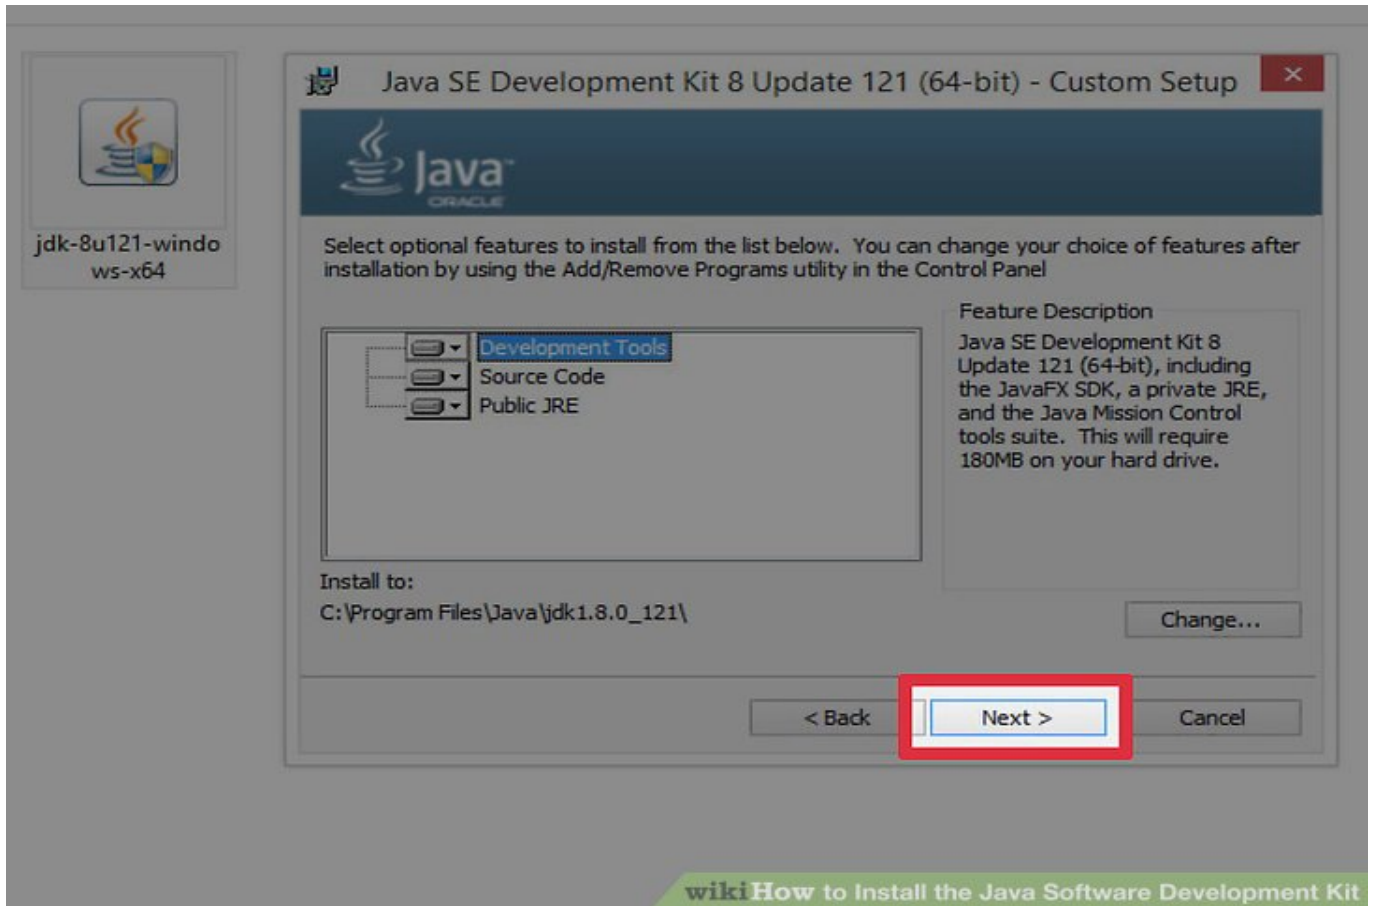 Java SE Development Kit 8 Update 121 (64-bit) - Custom Setup
Java™
ORACLE
jdk-8u121-windo
ws-x64
Select optional features to install from the list below.  You can change your choice of features after
installation by using the Add/Remove Programs utility in the Control Panel
Development Tools
Source Code
Public JRE
Feature Description
Java SE Development Kit 8
Update 121 (64-bit), including
the JavaFX SDK, a private JRE,
and the Java Mission Control
tools suite.  This will require
180MB on your hard drive.
Install to:
C:\Program Files\Java\jdk1.8.0_121\
Change...
< Back
Next >
Cancel
wikiHow to Install the Java Software Development Kit